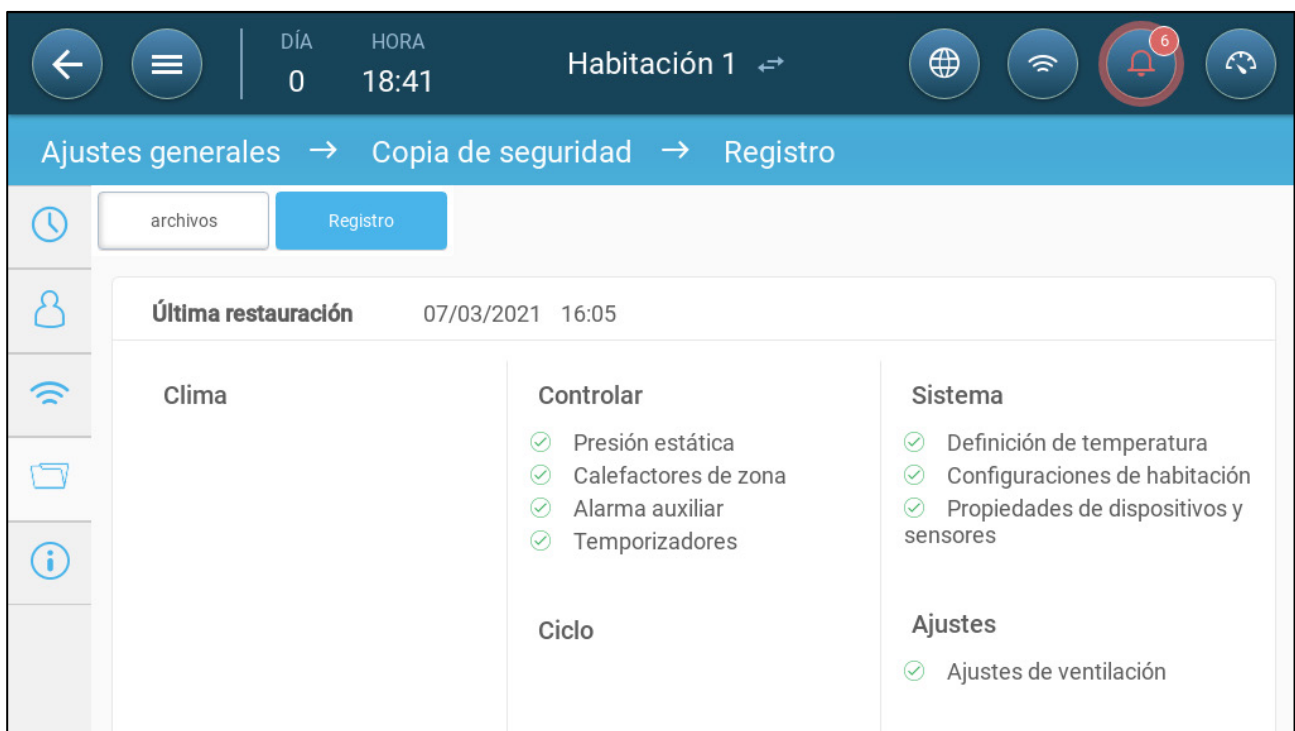 DÍA HORA
0 18:41
Habitación 1
6
Ajustes generales → Copia de seguridad → Registro
archivos Registro
Última restauración 07/03/2021 16:05
Clima
Controlar
Presión estática
Calefactores de zona
Alarma auxiliar
Temporizadores
Ciclo
Sistema
Definición de temperatura
Configuraciones de habitación
Propiedades de dispositivos y
sensores
Ajustes
Ajustes de ventilación